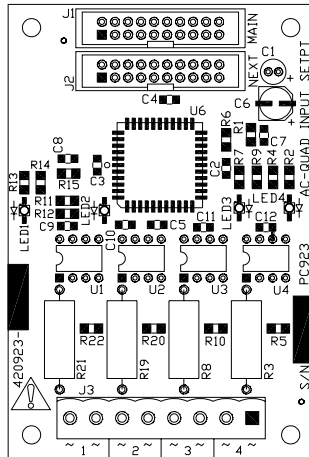 J1
MAIN
J2
NEXT
C1
+
SETPT
C4
C6
+
U6
INPUT
R6
R1
C7
AC-QUAD
C8
C3
C2
R13
R14
R15
R7
R9
R4
R2
LED4
R11
R12
C9
LED2
LED3
LED1
C10
C5
C11
C12
U1
U2
U3
U4
PC923
420923-
R22
R20
R10
R5
R21
R19
R8
R3
J3
S/N
~ 1 ~ ~ 2 ~ ~ 3 ~ ~ 4 ~